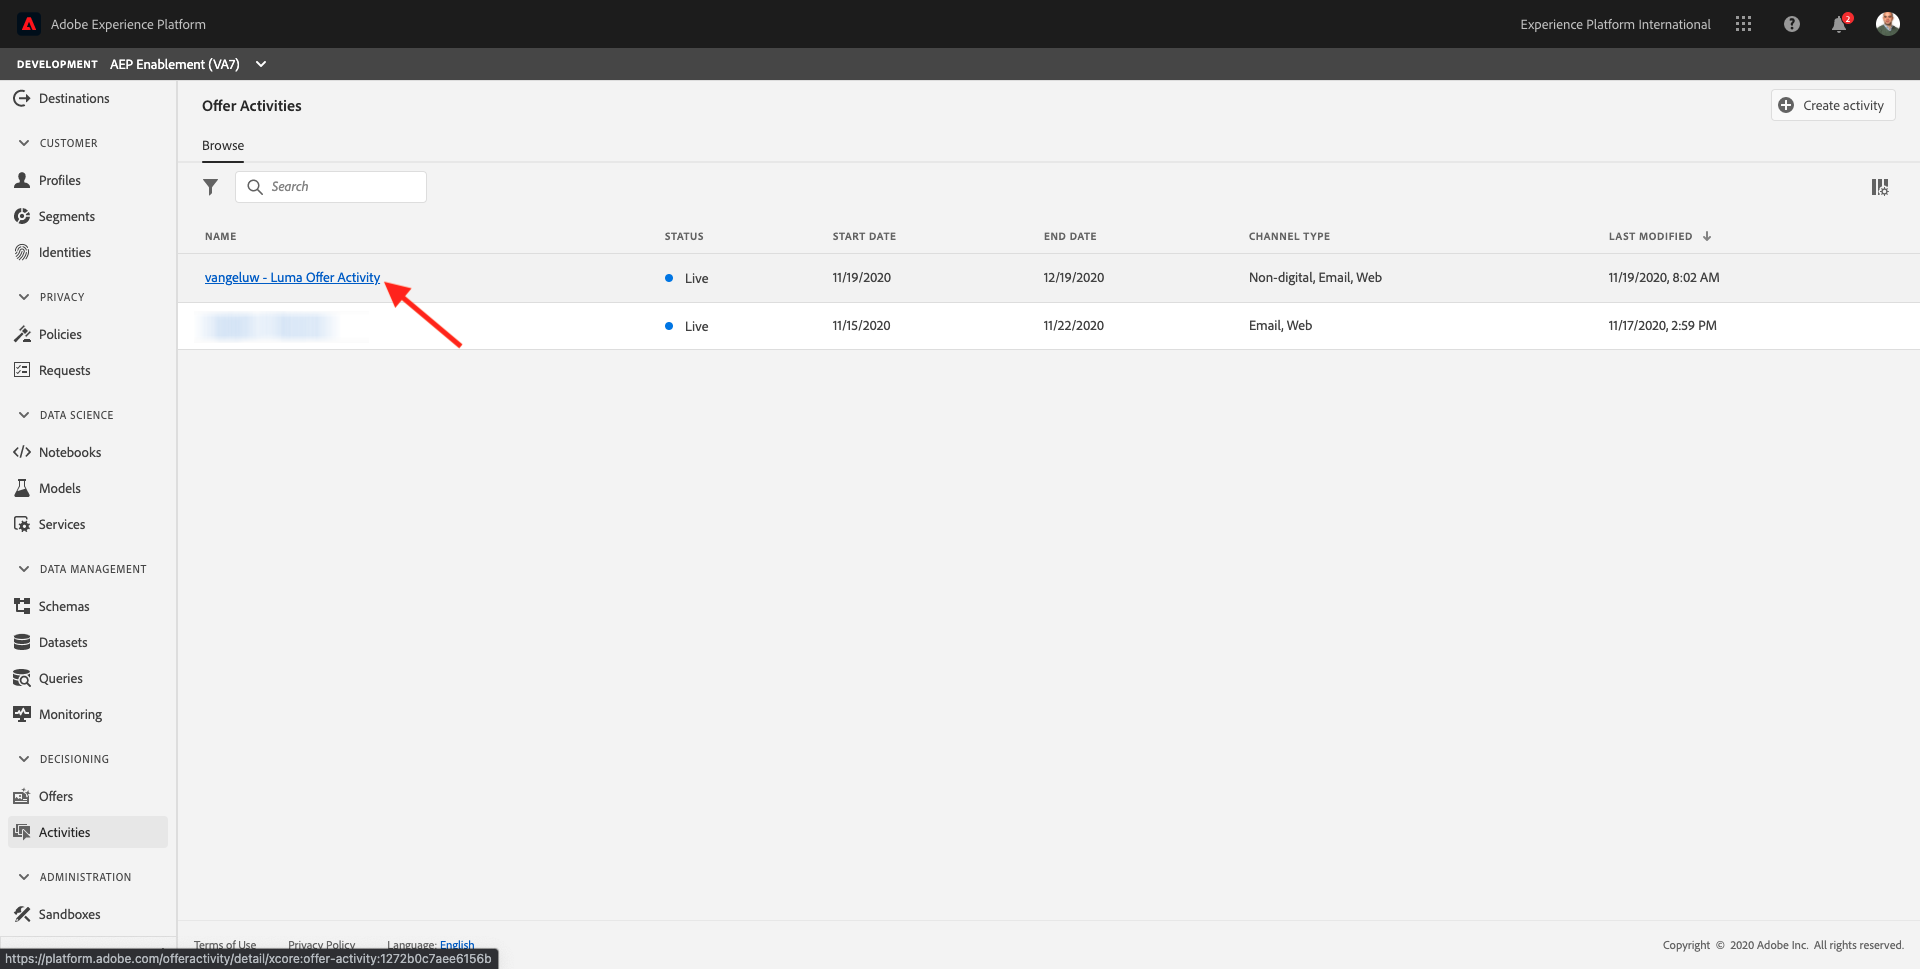 Adobe Experience Platform
Experience Platform International
2
DEVELOPMENT AEP Enablement (VA7)
Destinations
CUSTOMER
Profiles
Segments
Identities
PRIVACY
Policies
Requests
DATA SCIENCE
Notebooks
Models
Services
DATA MANAGEMENT
Schemas
Datasets
Queries
Monitoring
DECISIONING
Offers
Activities
ADMINISTRATION
Sandboxes
Offer Activities
Create activity
Browse
Search
NAME STATUS START DATE END DATE CHANNEL TYPE LAST MODIFIED
vangeluw - Luma Offer Activity Live 11/19/2020 12/19/2020 Non-digital, Email, Web 11/19/2020, 8:02 AM
Live 11/15/2020 11/22/2020 Email, Web 11/17/2020, 2:59 PM
Terms of Use Privacy Policy Language: English
Copyright © 2020 Adobe Inc. All rights reserved.
https://platform.adobe.com/offeractivity/detail/xcore:offer-activity:1272b0c7aee6156b